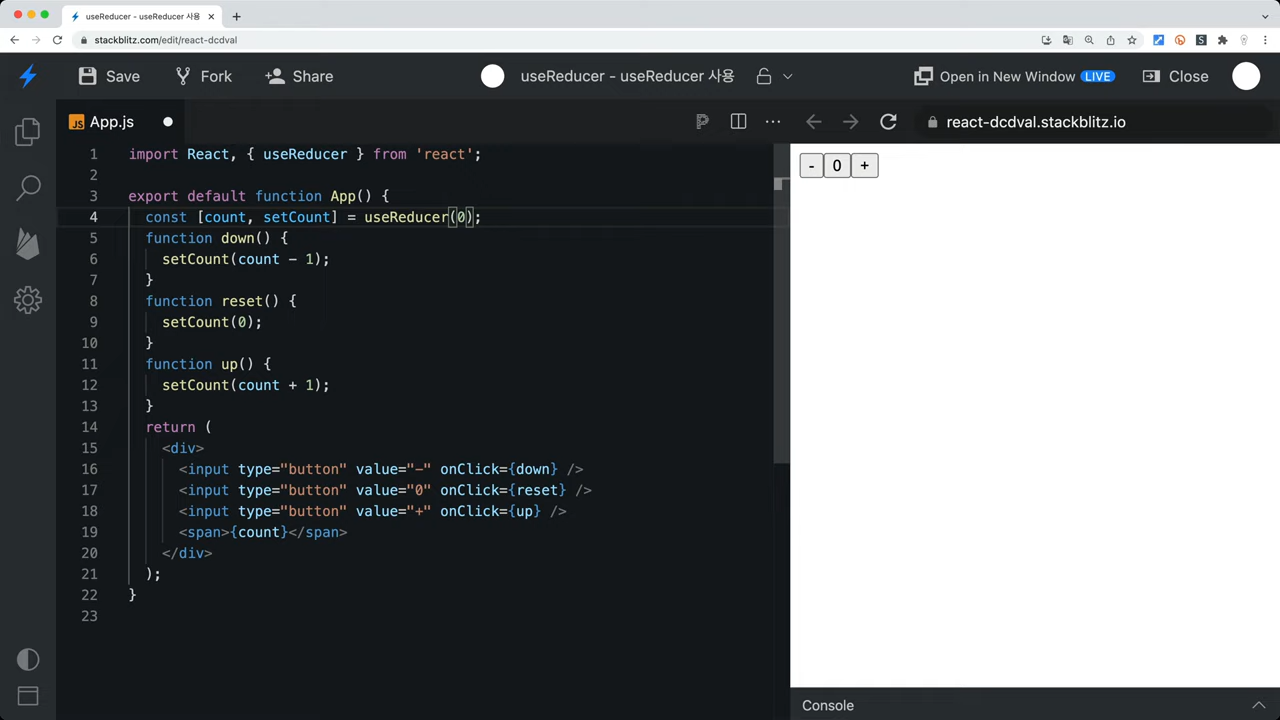 useReducer - useReducer 사용
stackblitz.com/edit/react-dcdval
Save
Fork
Share
useReducer - useReducer 사용
Open in New Window LIVE
Close
JS App.js
react-dcdval.stackblitz.io
1 import React, { useReducer } from 'react';
2
3 export default function App() {
4 const [count, setCount] = useReducer(0);
5 function down() {
6 setCount(count - 1);
7 }
8 function reset() {
9 setCount(0);
10 }
11 function up() {
12 setCount(count + 1);
13 }
14 return (
15 <div>
16 <input type="button" value="-" onClick={down} />
17 <input type="button" value="0" onClick={reset} />
18 <input type="button" value="+" onClick={up} />
19 <span>{count}</span>
20 </div>
21 );
22 }
23
- 0 +
Console